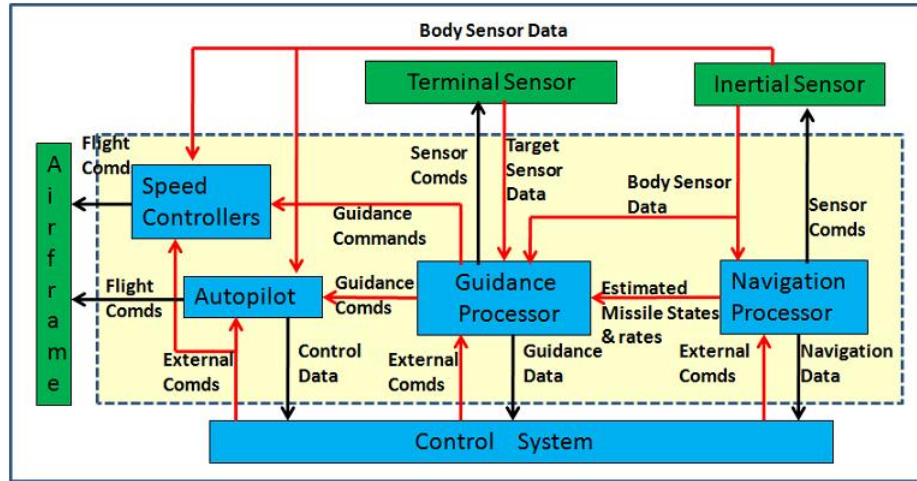 Body Sensor Data
Terminal Sensor
Inertial Sensor
Airframe
Flight
Comd
Speed
Controllers
Sensor
Comds
Target
Sensor
Data
Body Sensor
Data
Sensor
Comds
Guidance
Commands
Flight
Comds
Autopilot
Guidance
Comds
Guidance
Processor
Estimated
Missile States
& rates
Navigation
Processor
External
Comds
Control
Data
External
Comds
Guidance
Data
External
Comds
Navigation
Data
Control System